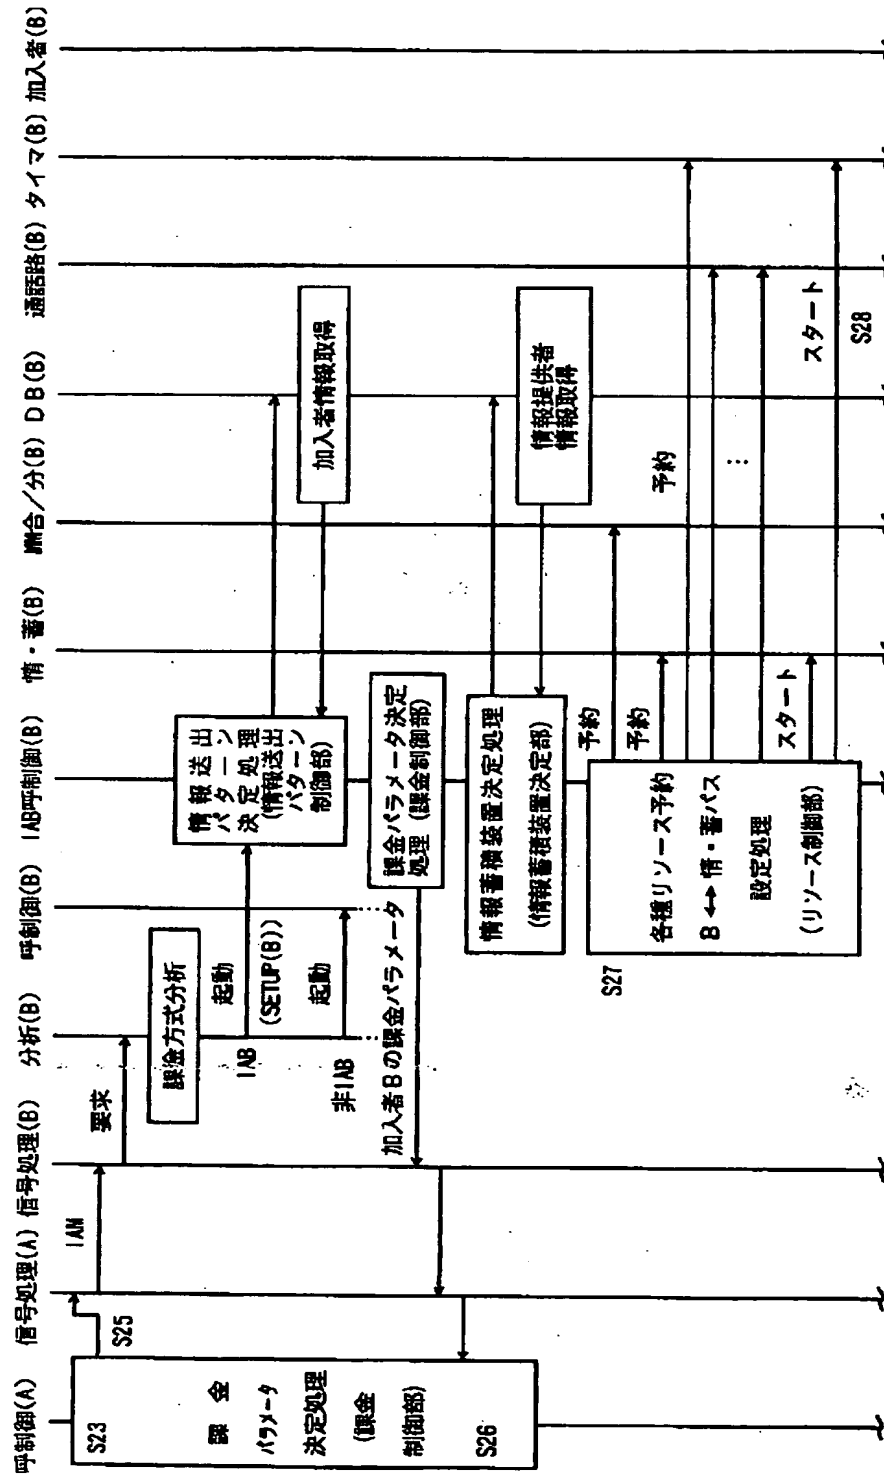 呼制御(A)
信号処理(A)
信号処理(B)
分析(B)
呼制御(B)
IAB呼制御(B)
情・蓄(B)
集合/分(B)
DB(B)
通話路(B)
タイマ(B)
加入者(B)
S23
課金
パラメータ
決定処理
(課金
制御部)
S26
S25
IAM
要求
課金方式分析
起動
IAB
(SETUP(B))
起動
非IAB
情報送出
パターン
決定処理
(情報送出
パターン
制御部)
加入者情報取得
課金パラメータ決定
処理 (課金制御部)
加入者Bの課金パラメータ
情報蓄積装置決定処理
(情報蓄積装置決定部)
情報提供者
情報取得
S27
各種リソース予約
B ↔ 情・蓄パス
設定処理
(リソース制御部)
予約
予約
予約
⋮
スタート
スタート
S28